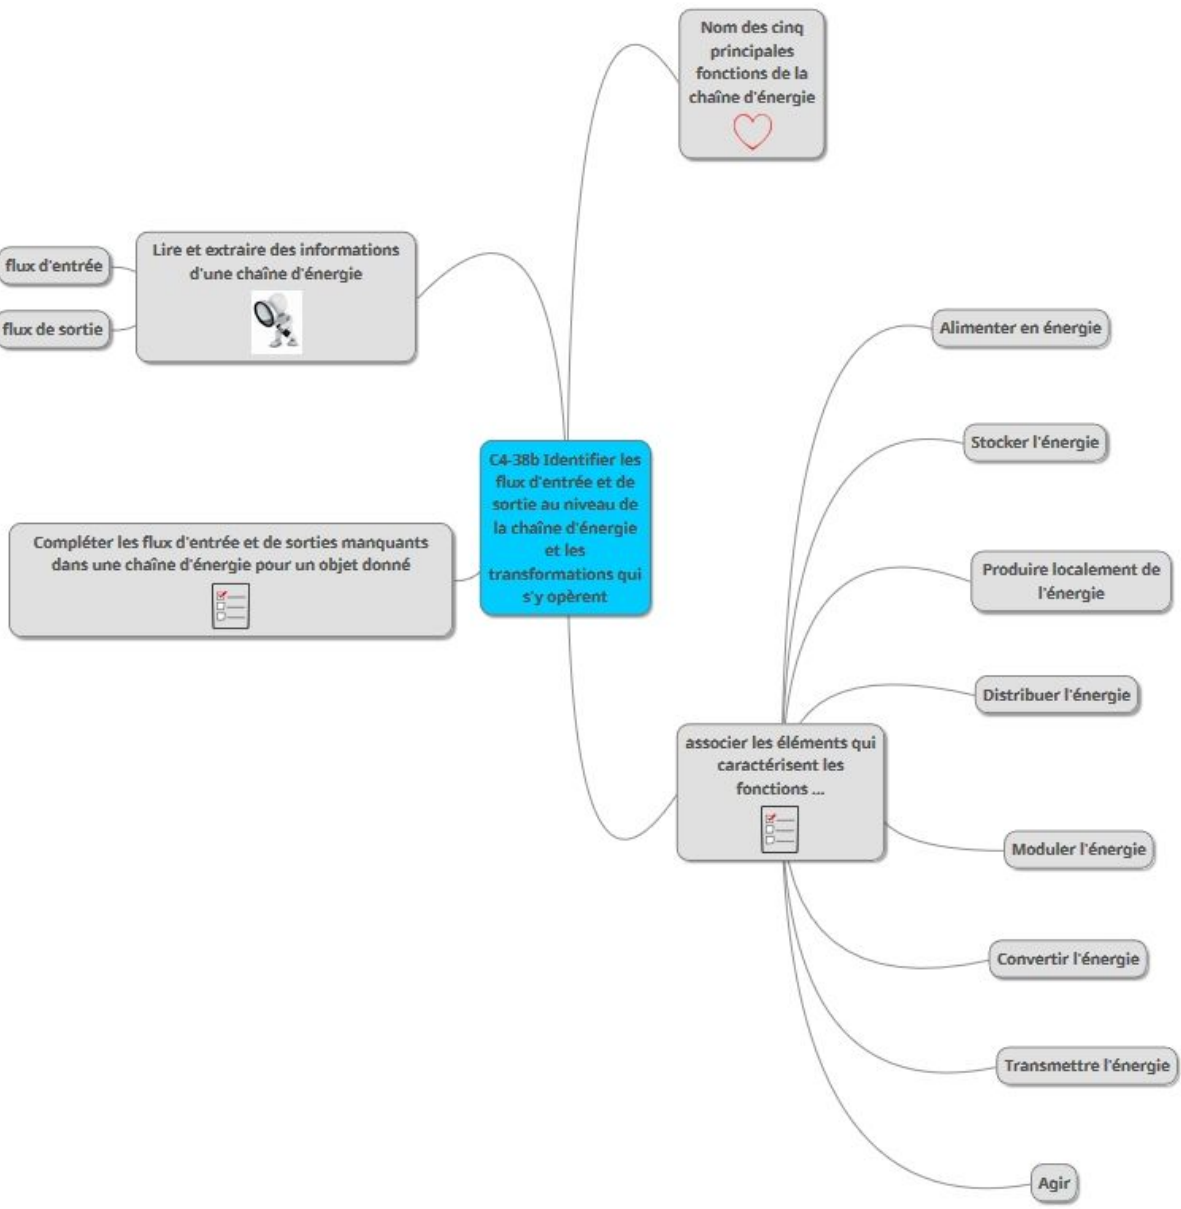 Nom des cinq
principales
fonctions de la
chaîne d'énergie
Lire et extraire des informations
d'une chaîne d'énergie
flux d'entrée
flux de sortie
Alimenter en énergie
Stocker l'énergie
C4-38b Identifier les
flux d'entrée et de
sortie au niveau de
la chaîne d'énergie
et les
transformations qui
s'y opèrent
Compléter les flux d'entrée et de sorties manquants
dans une chaîne d'énergie pour un objet donné
Produire localement de
l'énergie
Distribuer l'énergie
associer les éléments qui
caractérisent les
fonctions ...
Moduler l'énergie
Convertir l'énergie
Transmettre l'énergie
Agir